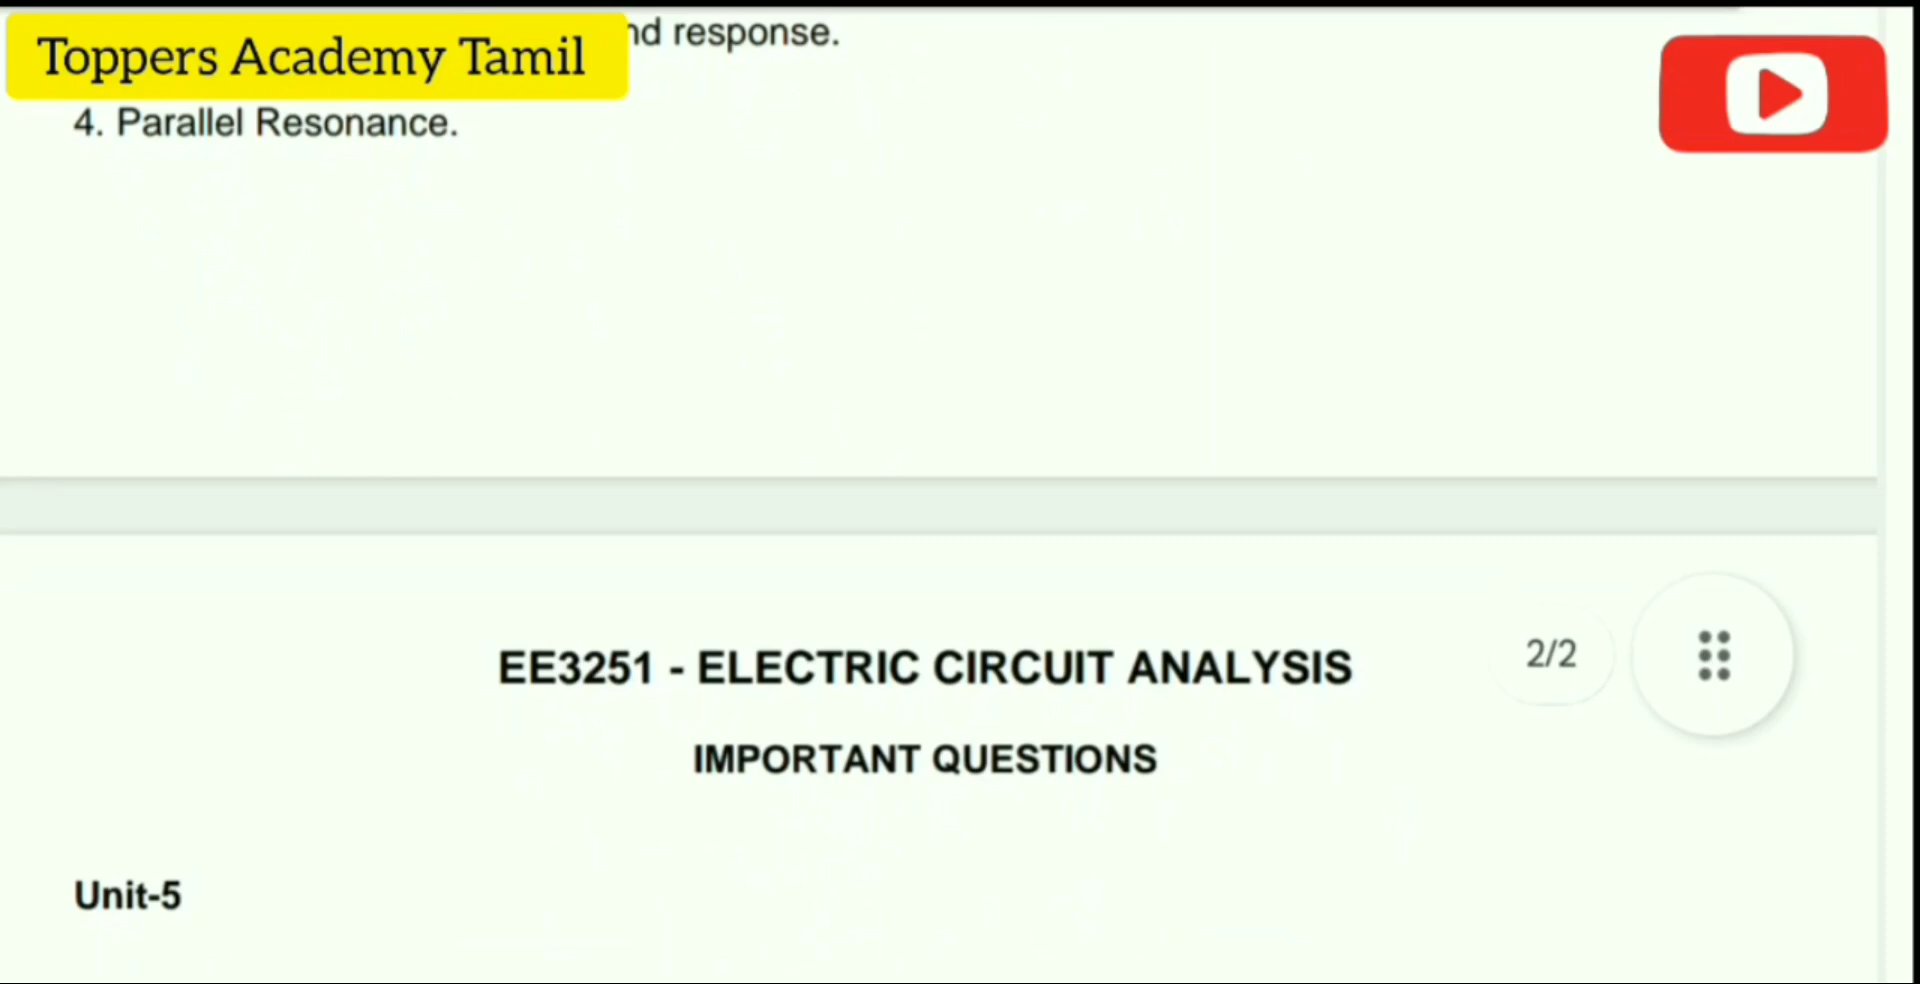 Toppers Academy Tamil
response.
4. Parallel Resonance.
EE3251 - ELECTRIC CIRCUIT ANALYSIS
2/2
IMPORTANT QUESTIONS
Unit-5